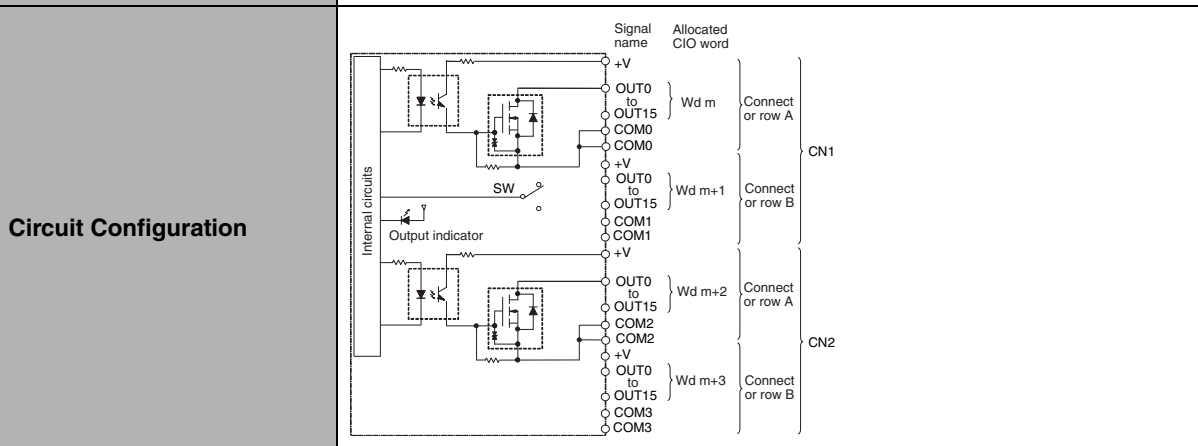 Circuit Configuration
Signal name
Allocated CIO word
Internal circuits
SW
Output indicator
+V
OUT0
to
OUT15
COM0
COM0
Wd m
Connect
or row A
+V
OUT0
to
OUT15
COM1
COM1
Wd m+1
Connect
or row B
CN1
+V
OUT0
to
OUT15
COM2
COM2
Wd m+2
Connect
or row A
+V
OUT0
to
OUT15
COM3
COM3
Wd m+3
Connect
or row B
CN2